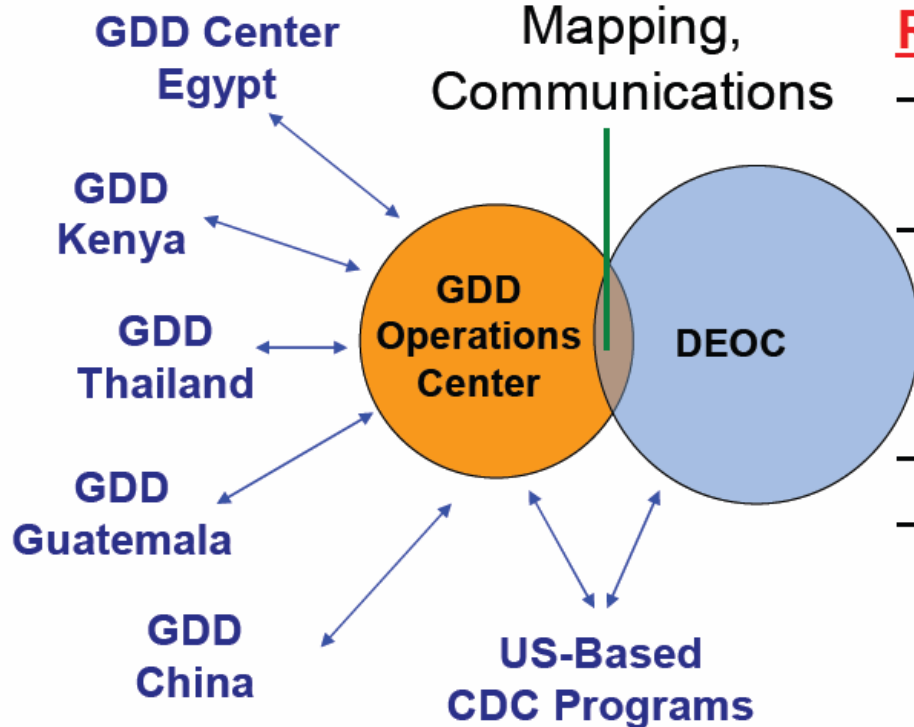 GDD Center
Egypt
Mapping,
Communications
GDD
Kenya
GDD
Thailand
GDD
Guatemala
GDD
China
GDD
Operations
Center
DEOC
US-Based
CDC Programs